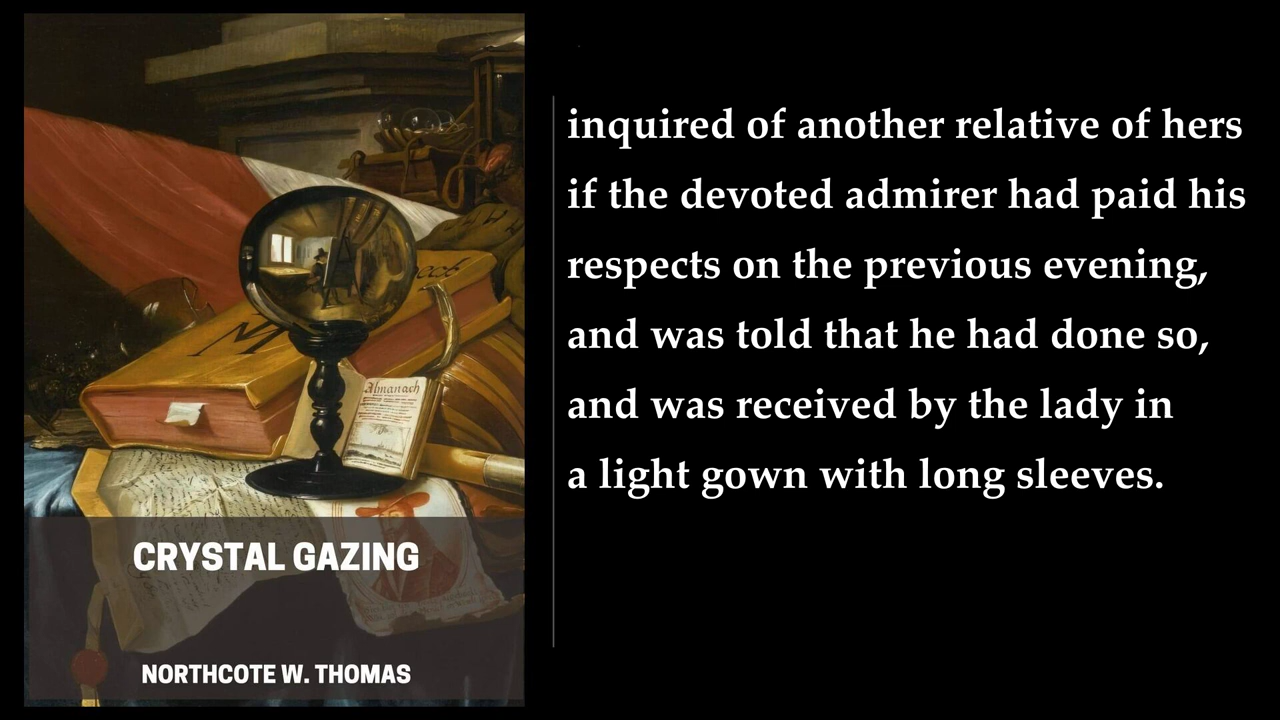 inquired of another relative of hers
if the devoted admirer had paid his
respects on the previous evening,
and was told that he had done so,
and was received by the lady in
a light gown with long sleeves.
Almanach
CRYSTAL GAZING
NORTHCOTE W. THOMAS